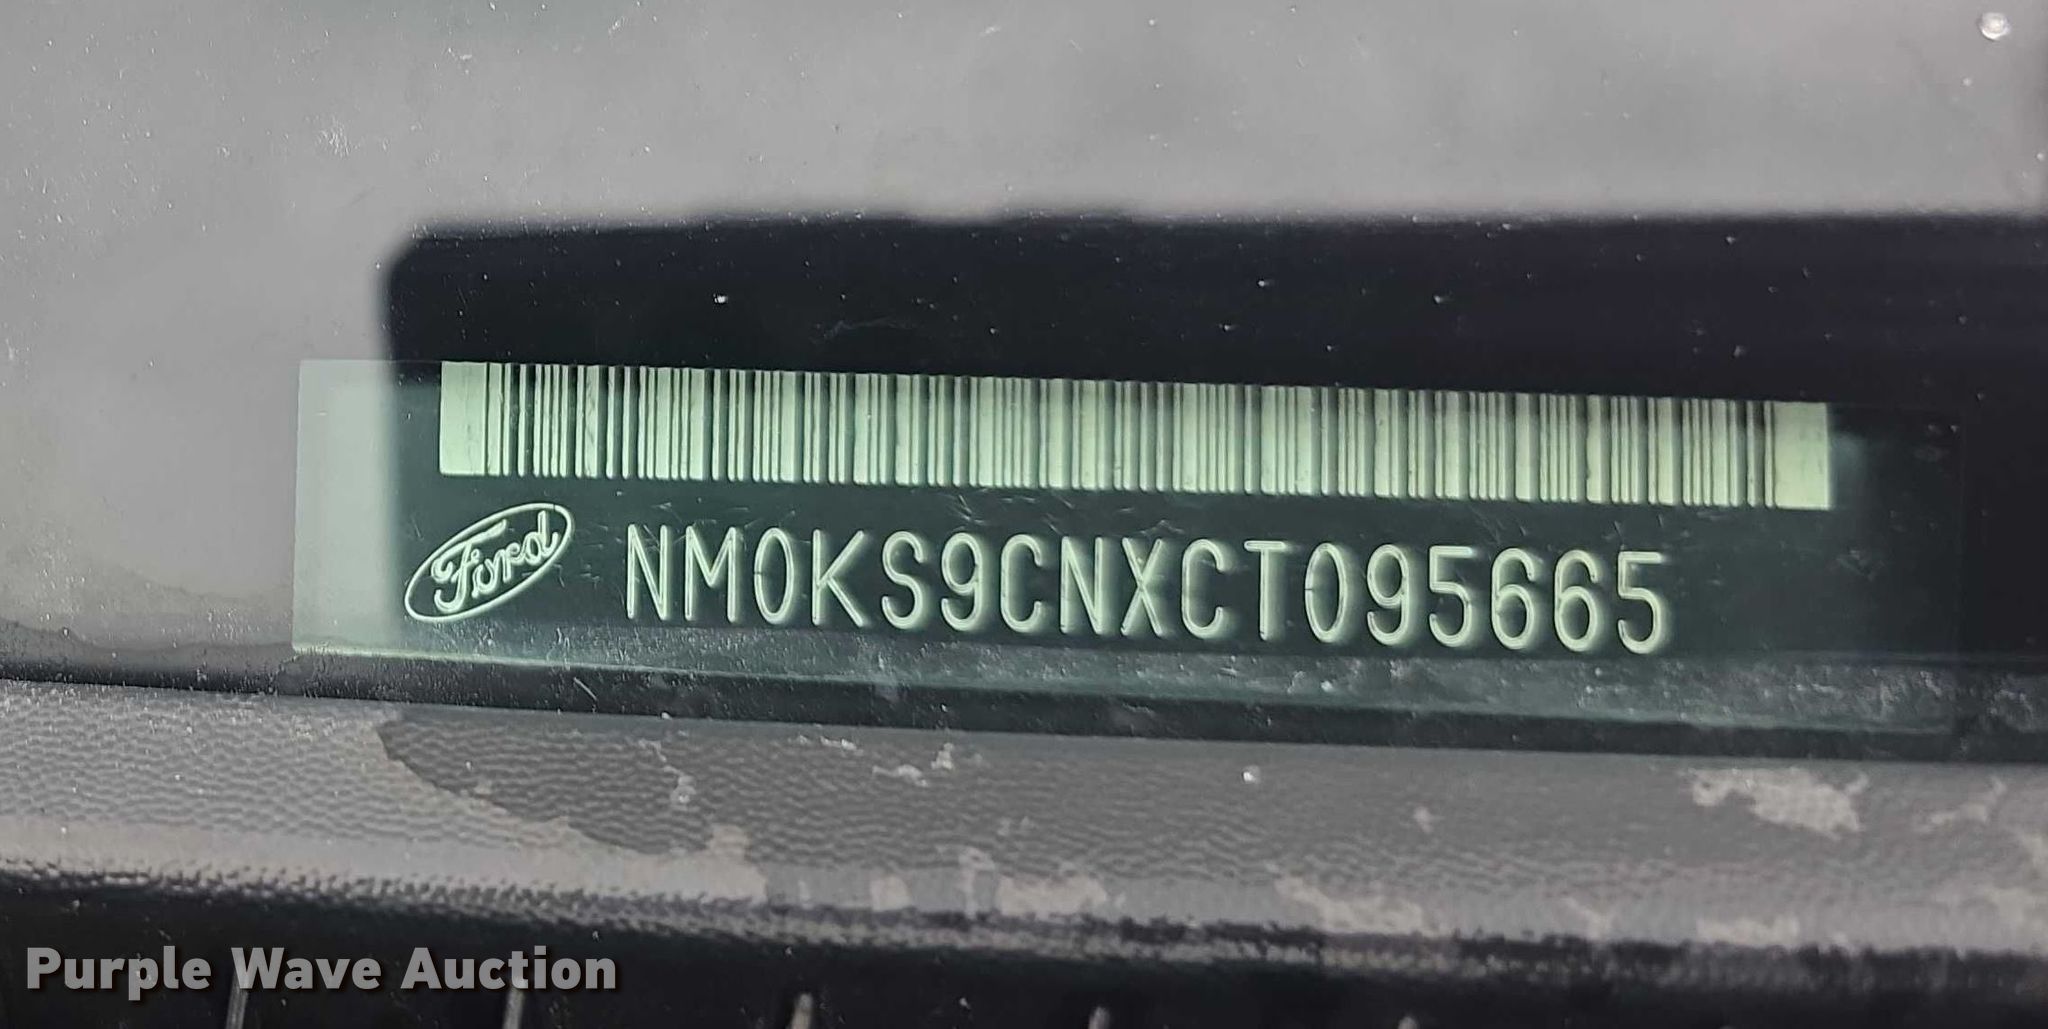 Ford NM0KS9CNXCT095665
Purple Wave Auction